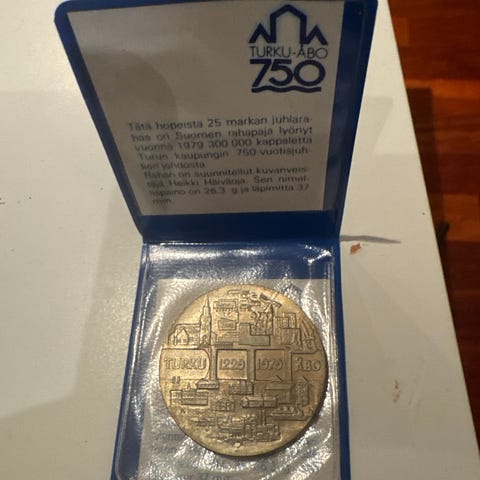 TURKU-ÅBO
750
Tätä hopeista 25 markan juhlara-
haa on Suomen rahapaja lyönyt
vuonna 1979 300 000 kappaletta
Turun kaupungin 750-vuotisjuh-
lien johdosta
Rahan on suunnitellut kuvanveis-
täjä Heikki Häiväoja. Sen nimel-
lispaino on 26,3 g ja läpimitta 37
mm.
TURKU 1229 1979 ÅBO